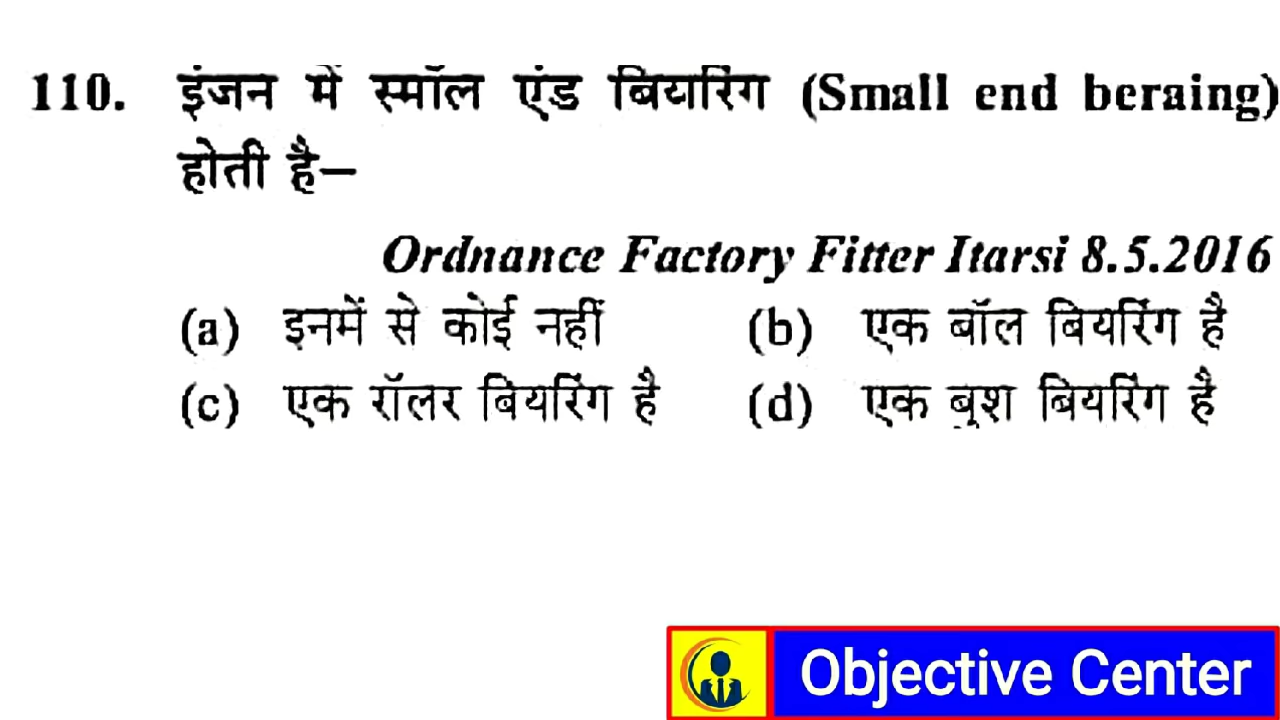 110. इंजन में स्मॉल एंड बियारिंग (Small end beraing)
होती है–
Ordnance Factory Fitter Itarsi 8.5.2016
(a) इनमें से कोई नहीं (b) एक बॉल बियरिंग है
(c) एक रॉलर बियरिंग है (d) एक बुश बियरिंग है
Objective Center